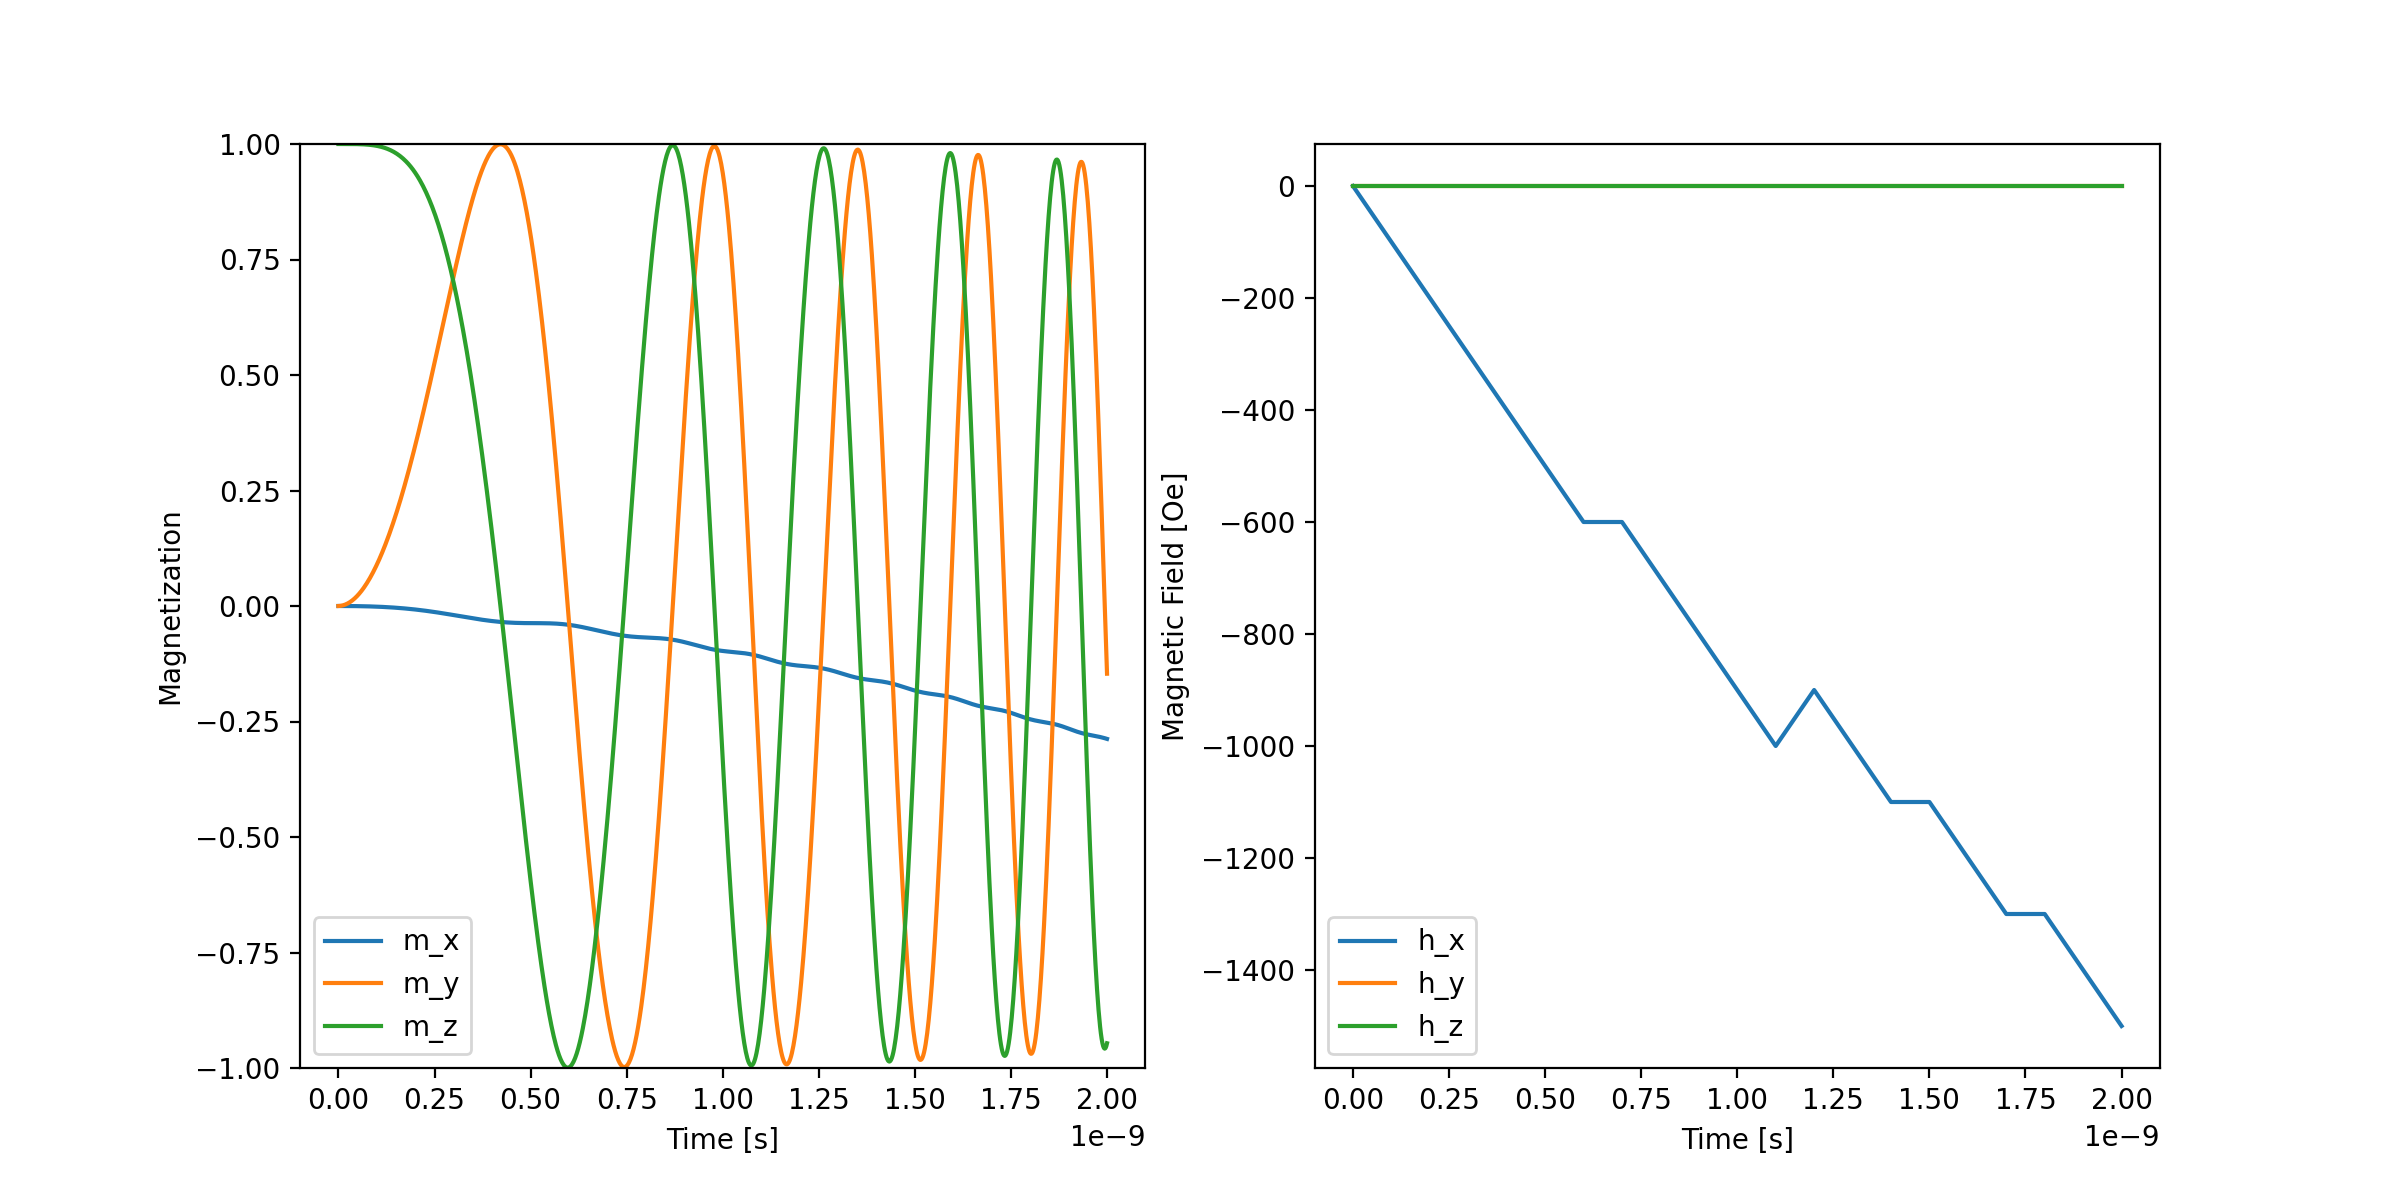 Magnetization
1.00
0.75
0.50
0.25
0.00
−0.25
−0.50
−0.75
−1.00
0.00 0.25 0.50 0.75 1.00 1.25 1.50 1.75 2.00
1e−9
Time [s]
m_x
m_y
m_z
Magnetic Field [Oe]
0
−200
−400
−600
−800
−1000
−1200
−1400
0.00 0.25 0.50 0.75 1.00 1.25 1.50 1.75 2.00
1e−9
Time [s]
h_x
h_y
h_z